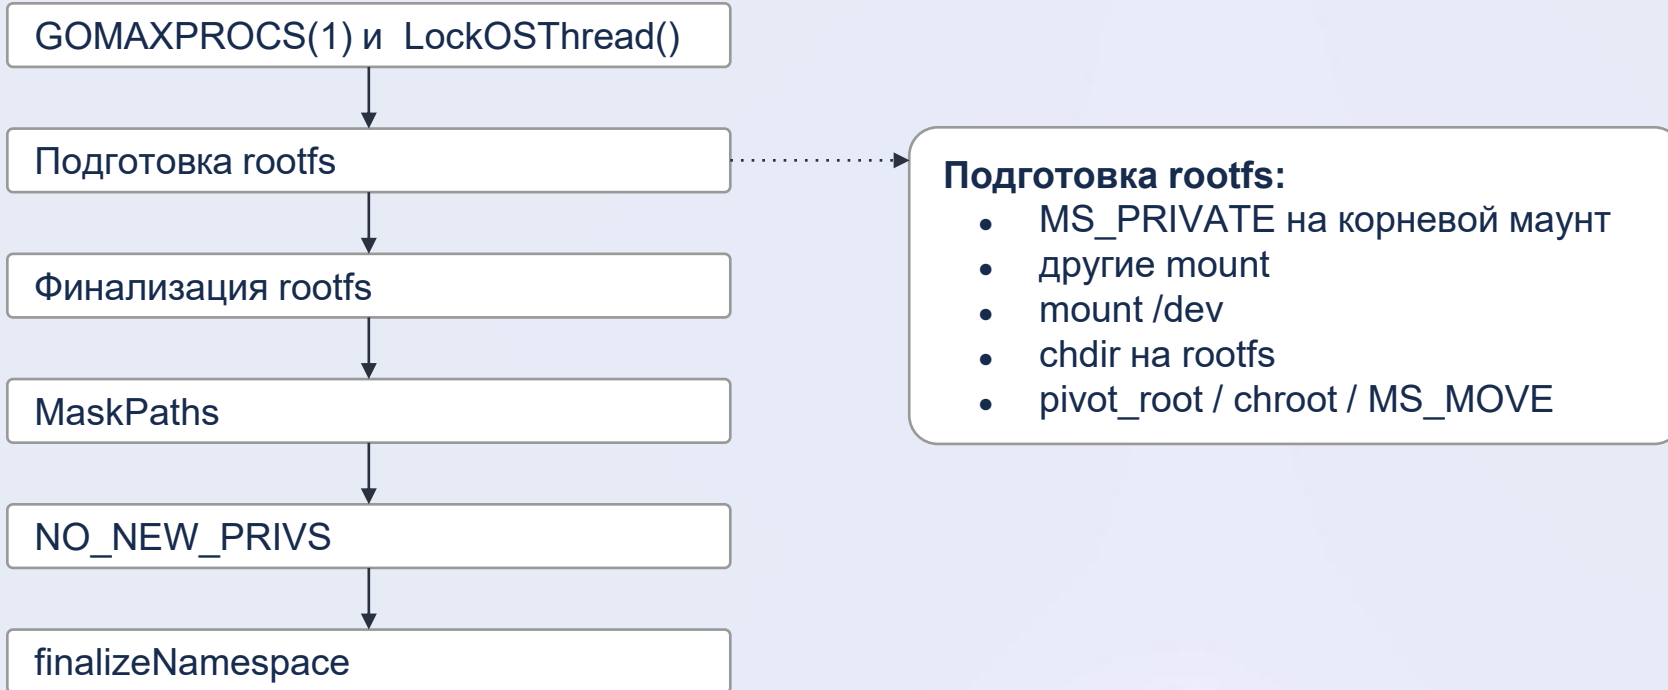 GOMAXPROCS(1) и LockOSThread()
Подготовка rootfs
Финализация rootfs
MaskPaths
NO_NEW_PRIVS
finalizeNamespace
Подготовка rootfs:
● MS_PRIVATE на корневой маунт
● другие mount
● mount /dev
● chdir на rootfs
● pivot_root / chroot / MS_MOVE